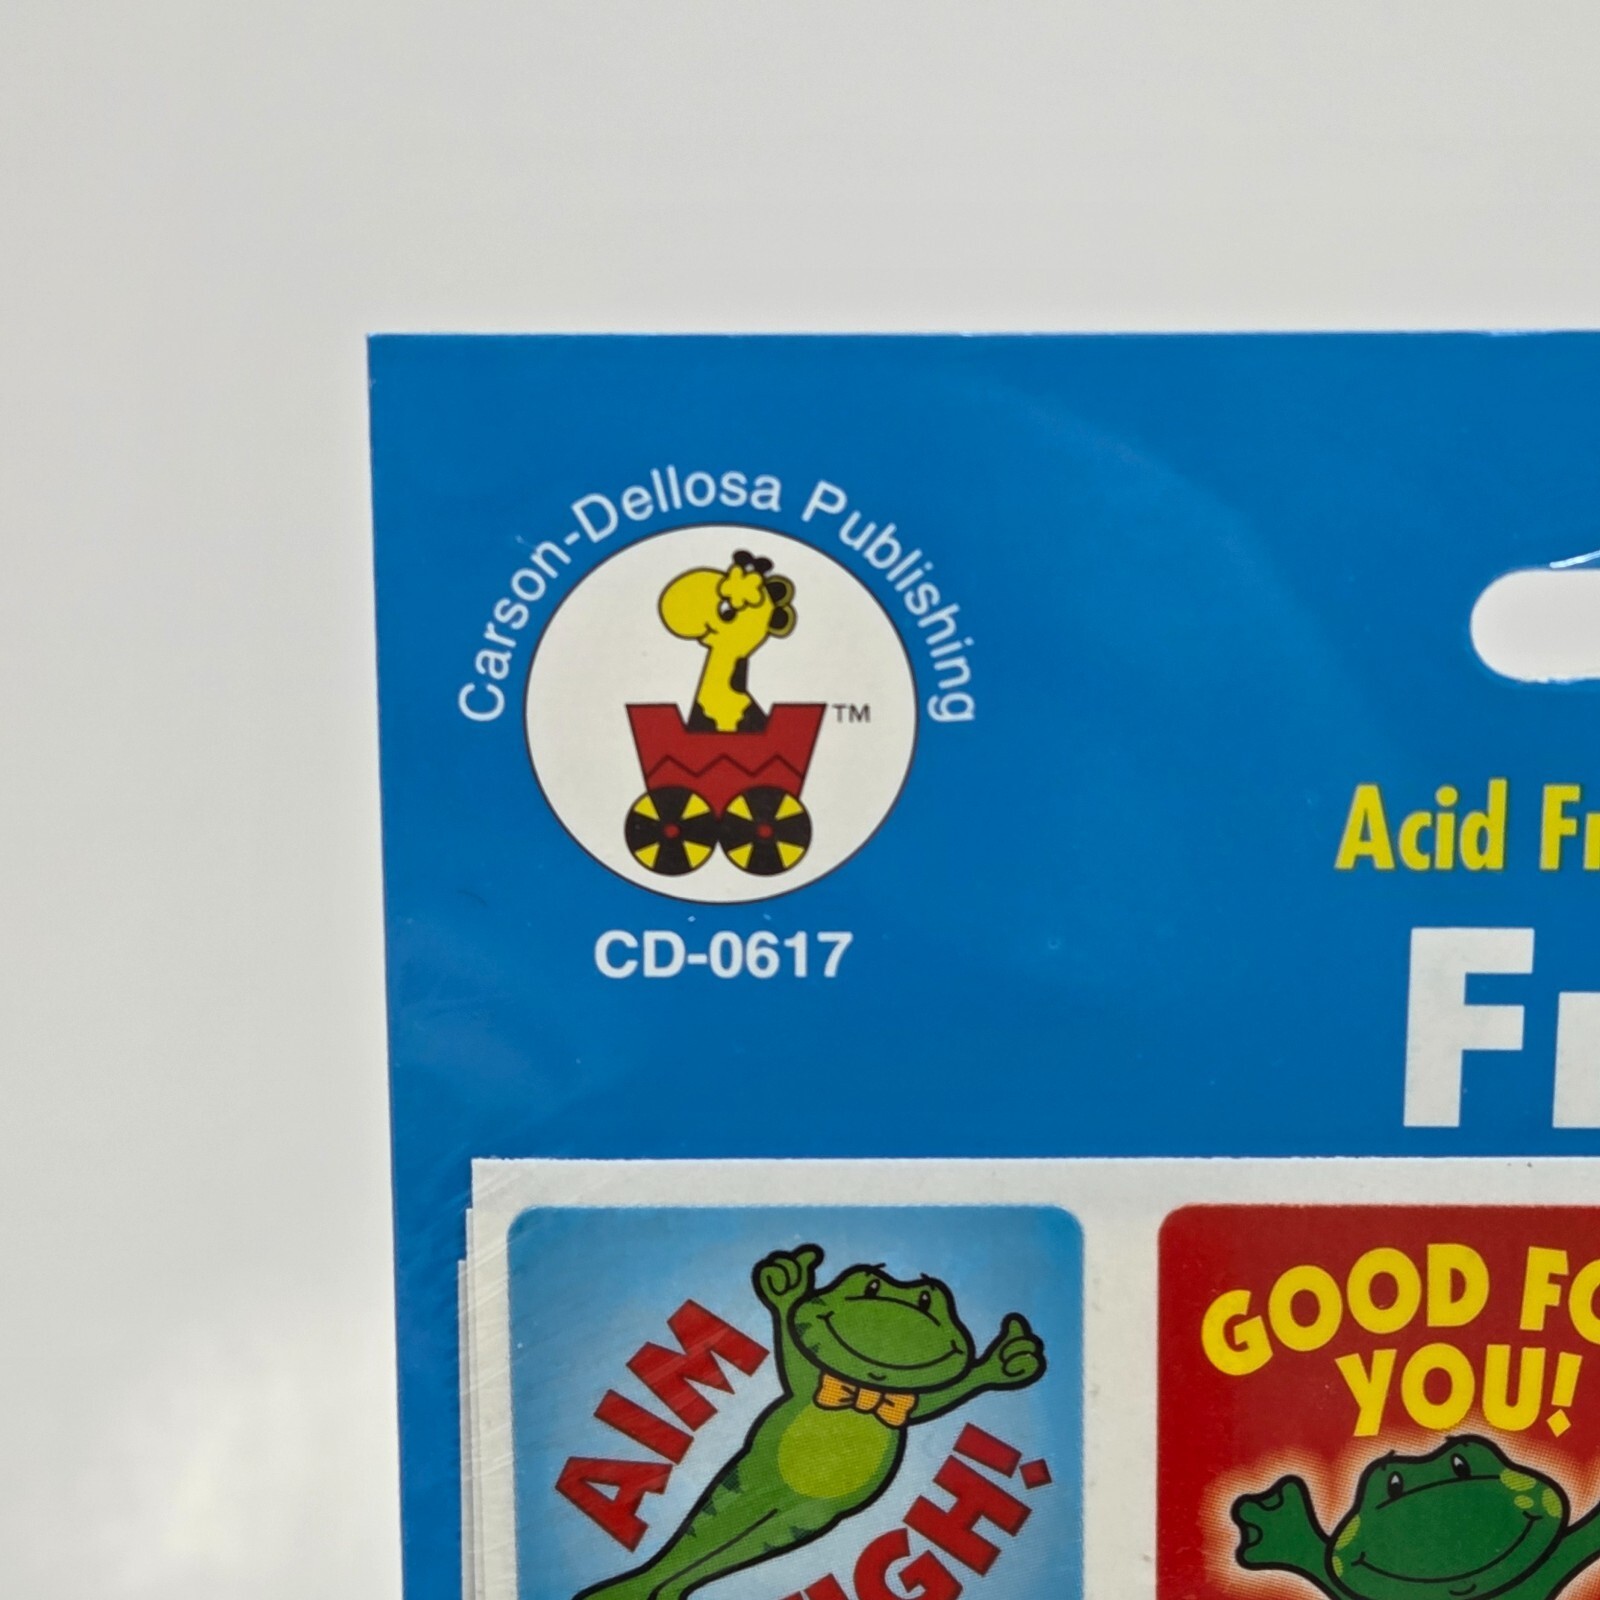 Carson-Dellosa Publishing
TM
CD-0617
Acid
AIM
GOOD
YOU!